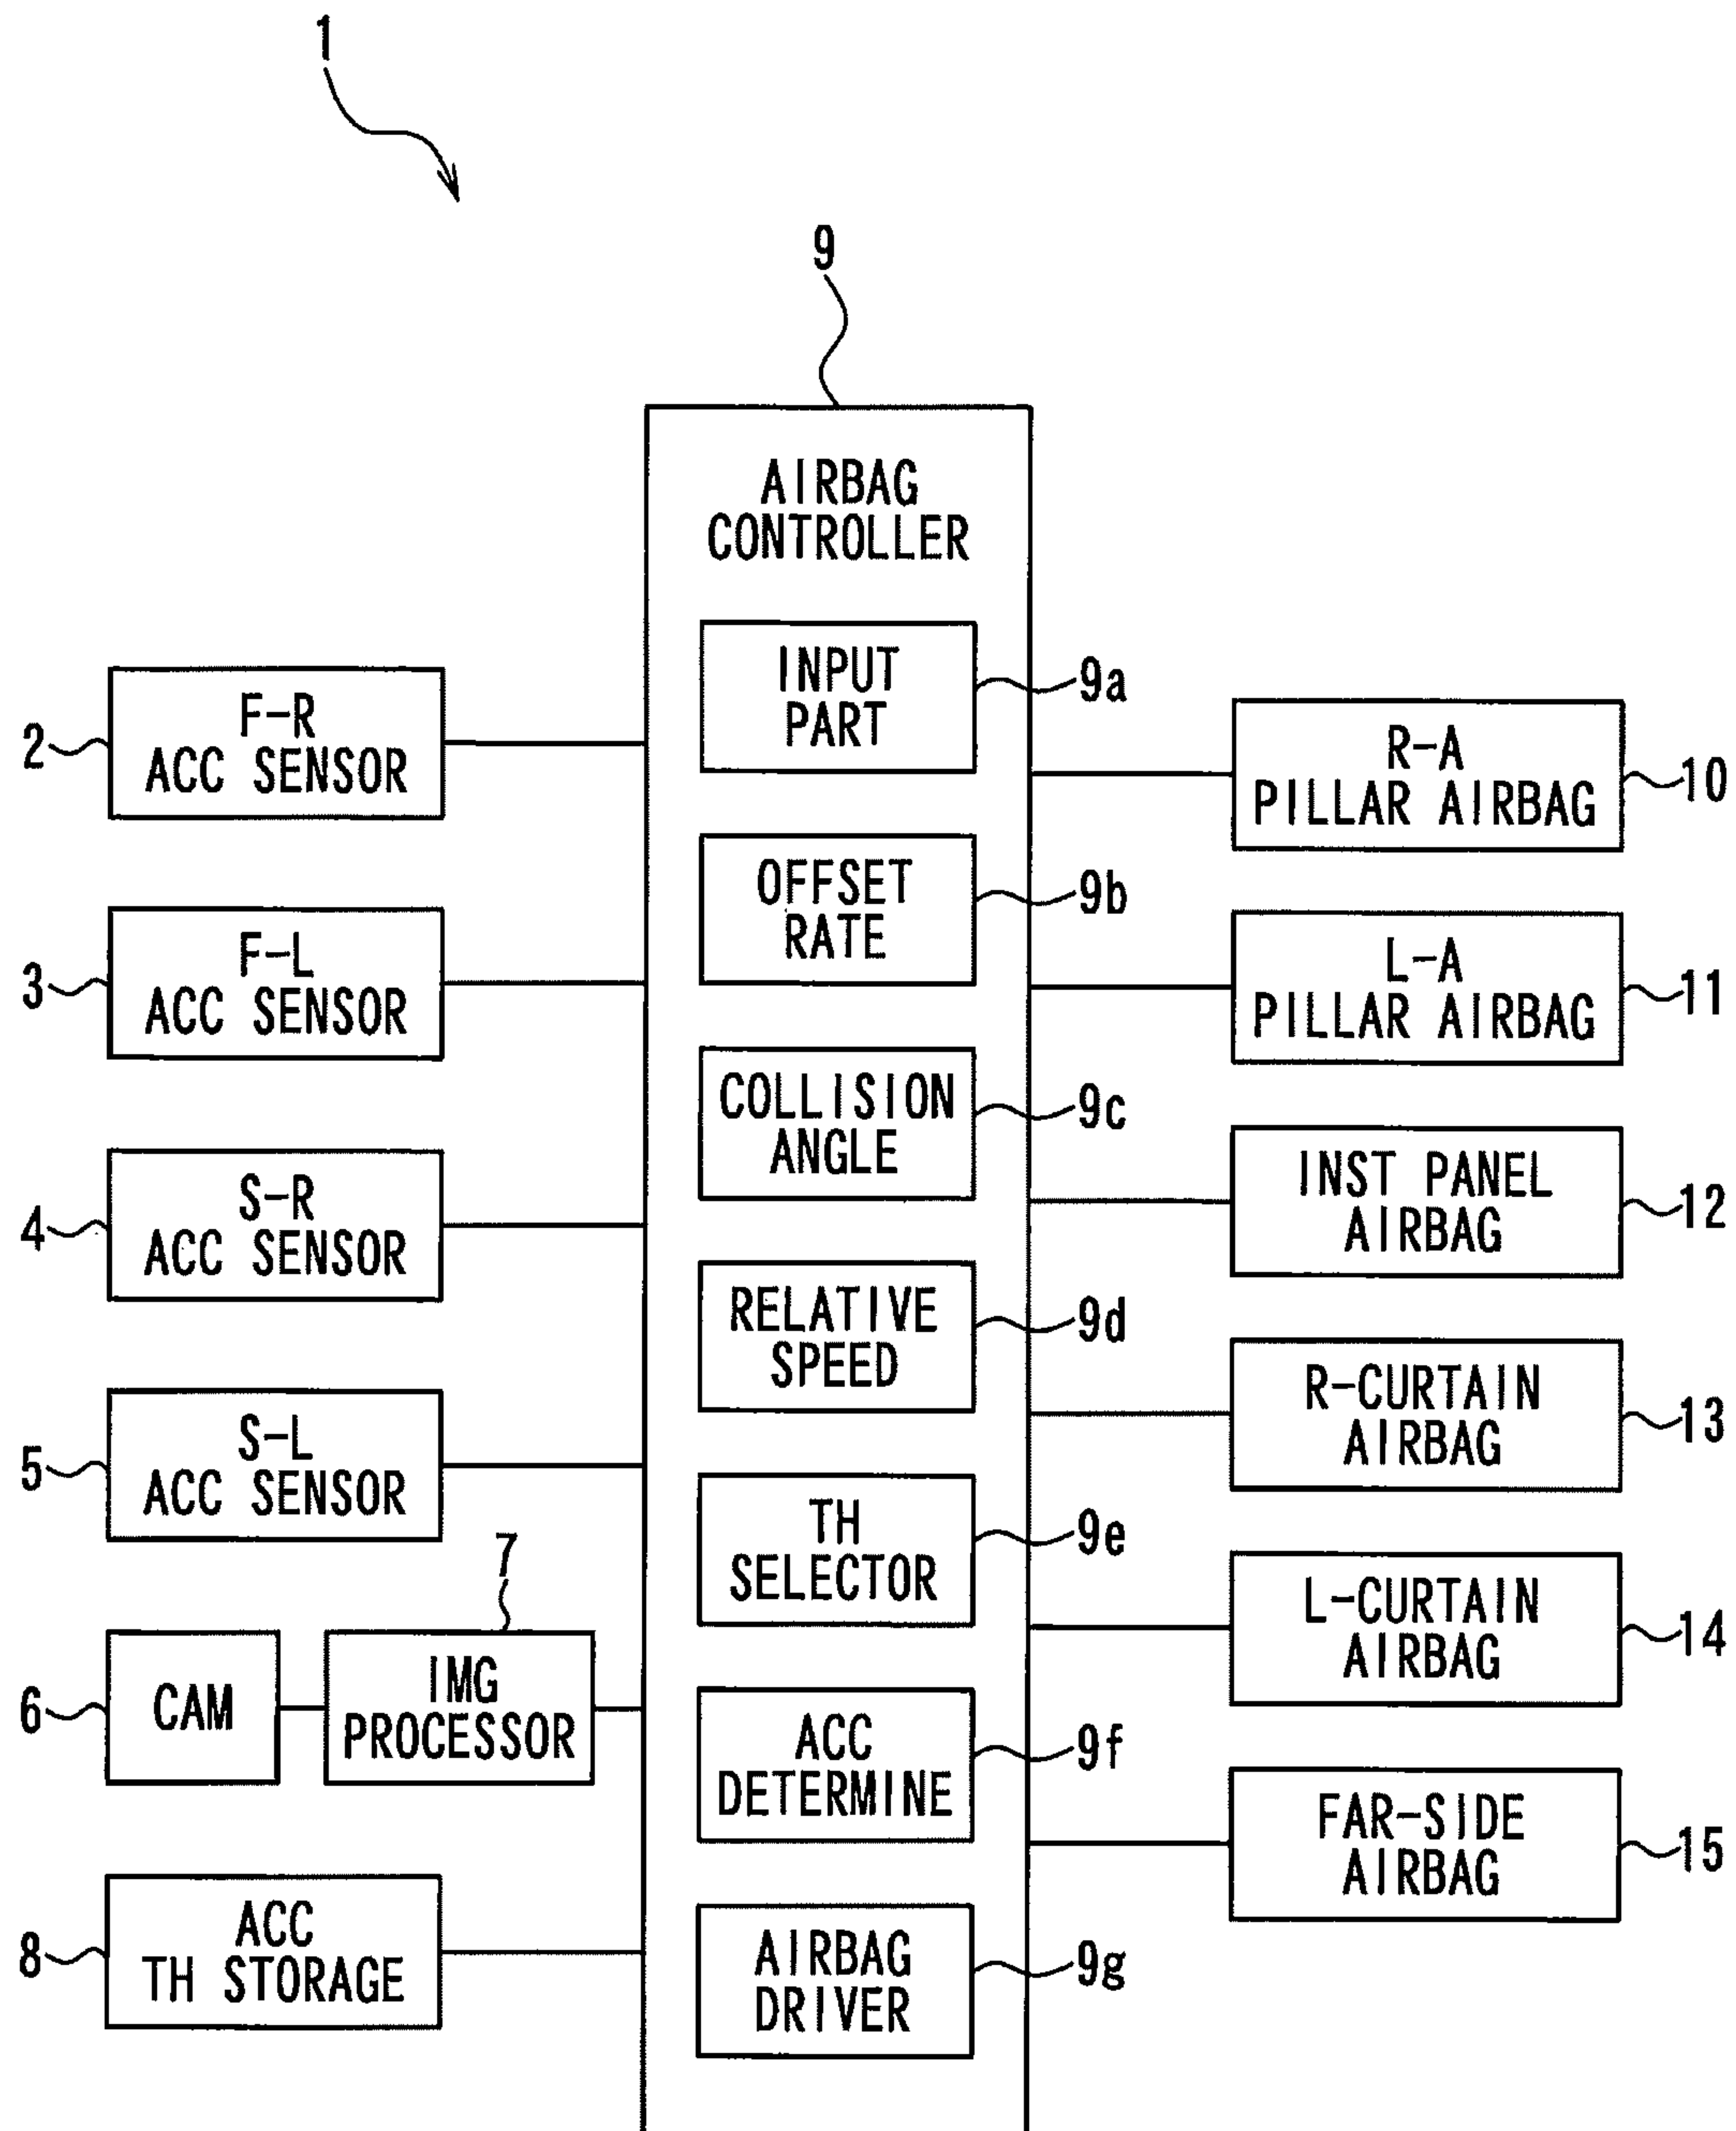 1
9
AIRBAG
CONTROLLER
INPUT
PART
9a
OFFSET
RATE
9b
COLLISION
ANGLE
9c
RELATIVE
SPEED
9d
TH
SELECTOR
9e
ACC
DETERMINE
9f
AIRBAG
DRIVER
9g
2
F-R
ACC SENSOR
3
F-L
ACC SENSOR
4
S-R
ACC SENSOR
5
S-L
ACC SENSOR
6
CAM
7
IMG
PROCESSOR
8
ACC
TH STORAGE
R-A
PILLAR AIRBAG
10
L-A
PILLAR AIRBAG
11
INST PANEL
AIRBAG
12
R-CURTAIN
AIRBAG
13
L-CURTAIN
AIRBAG
14
FAR-SIDE
AIRBAG
15